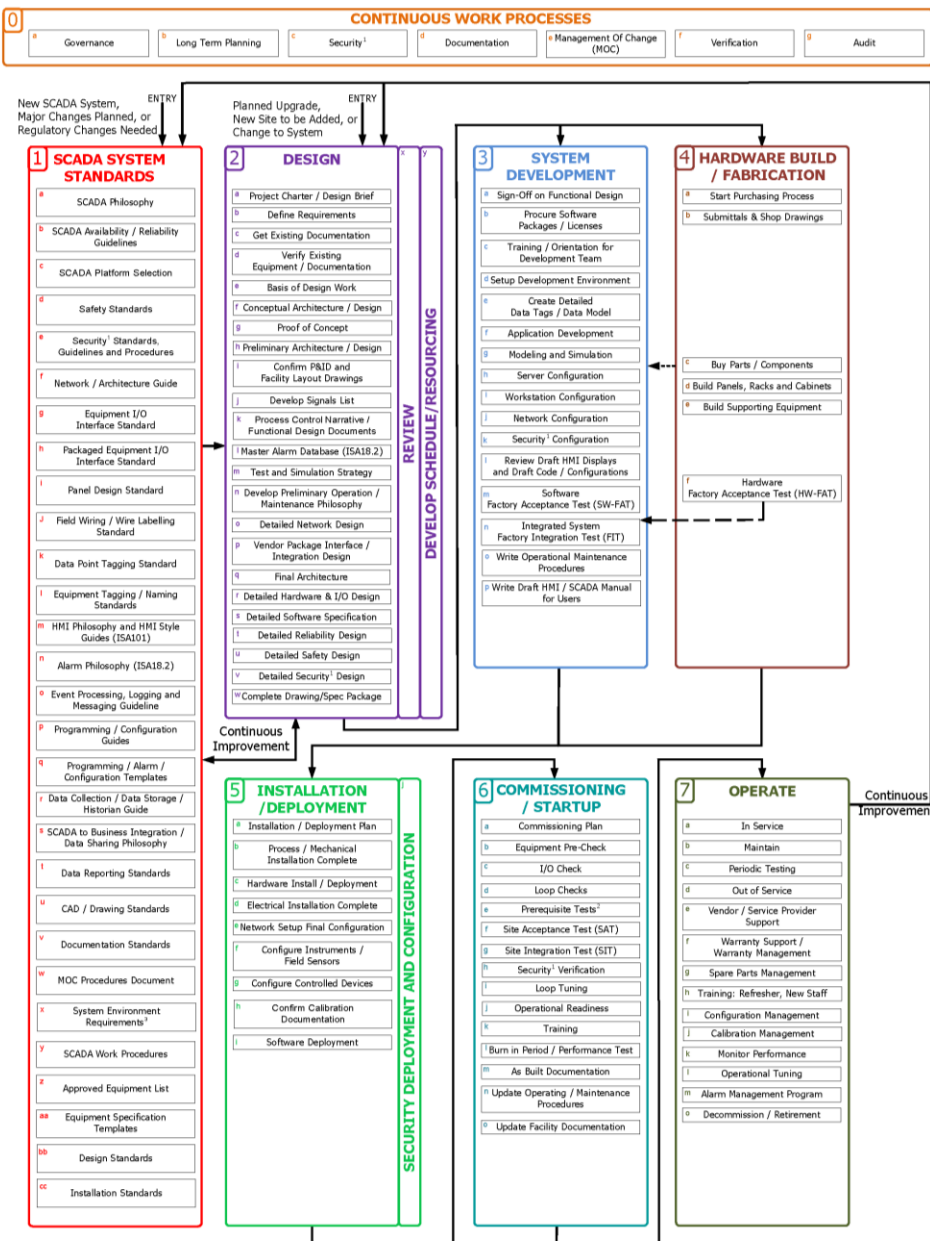 0
CONTINUOUS WORK PROCESSES
a Governance
b Long Term Planning
c Security¹
d Documentation
e Management Of Change
(MOC)
f Verification
g Audit
New SCADA System,
Major Changes Planned, or
Regulatory Changes Needed
ENTRY
Planned Upgrade,
New Site to be Added, or
Change to System
ENTRY
1 SCADA SYSTEM
STANDARDS
a SCADA Philosophy
b SCADA Availability / Reliability
Guidelines
c SCADA Platform Selection
d Safety Standards
e Security¹ Standards,
Guidelines and Procedures
f Network / Architecture Guide
g Equipment I/O
Interface Standard
h Packaged Equipment I/O
Interface Standard
i Panel Design Standard
J Field Wiring / Wire Labelling
Standard
k Data Point Tagging Standard
l Equipment Tagging / Naming
Standards
m HMI Philosophy and HMI Style
Guides (ISA101)
n Alarm Philosophy (ISA18.2)
o Event Processing, Logging and
Messaging Guideline
p Programming / Configuration
Guides
q Programming / Alarm /
Configuration Templates
r Data Collection / Data Storage /
Historian Guide
s SCADA to Business Integration /
Data Sharing Philosophy
t Data Reporting Standards
u CAD / Drawing Standards
v Documentation Standards
w MOC Procedures Document
x System Environment
Requirements³
y SCADA Work Procedures
z Approved Equipment List
aa Equipment Specification
Templates
bb Design Standards
cc Installation Standards
2 DESIGN
a Project Charter / Design Brief
b Define Requirements
c Get Existing Documentation
d Verify Existing
Equipment / Documentation
e Basis of Design Work
f Conceptual Architecture / Design
g Proof of Concept
h Preliminary Architecture / Design
i Confirm P&ID and
Facility Layout Drawings
j Develop Signals List
k Process Control Narrative /
Functional Design Documents
l Master Alarm Database (ISA18.2)
m Test and Simulation Strategy
n Develop Preliminary Operation /
Maintenance Philosophy
o Detailed Network Design
p Vendor Package Interface /
Integration Design
q Final Architecture
r Detailed Hardware & I/O Design
s Detailed Software Specification
t Detailed Reliability Design
u Detailed Safety Design
v Detailed Security¹ Design
w Complete Drawing/Spec Package
x
REVIEW
y
DEVELOP SCHEDULE/RESOURCING
3 SYSTEM
DEVELOPMENT
a Sign-Off on Functional Design
b Procure Software
Packages / Licenses
c Training / Orientation for
Development Team
d Setup Development Environment
e Create Detailed
Data Tags / Data Model
f Application Development
g Modeling and Simulation
h Server Configuration
i Workstation Configuration
j Network Configuration
k Security¹ Configuration
l Review Draft HMI Displays
and Draft Code / Configurations
m Software
Factory Acceptance Test (SW-FAT)
n Integrated System
Factory Integration Test (FIT)
o Write Operational Maintenance
Procedures
p Write Draft HMI / SCADA Manual
for Users
4 HARDWARE BUILD
/ FABRICATION
a Start Purchasing Process
b Submittals & Shop Drawings
c Buy Parts / Components
d Build Panels, Racks and Cabinets
e Build Supporting Equipment
f Hardware
Factory Acceptance Test (HW-FAT)
Continuous
Improvement
5 INSTALLATION
/DEPLOYMENT
a Installation / Deployment Plan
b Process / Mechanical
Installation Complete
c Hardware Install / Deployment
d Electrical Installation Complete
e Network Setup Final Configuration
f Configure Instruments /
Field Sensors
g Configure Controlled Devices
h Confirm Calibration
Documentation
i Software Deployment
j
SECURITY DEPLOYMENT AND CONFIGURATION
6 COMMISSIONING
/ STARTUP
a Commissioning Plan
b Equipment Pre-Check
c I/O Check
d Loop Checks
e Prerequisite Tests²
f Site Acceptance Test (SAT)
g Site Integration Test (SIT)
h Security¹ Verification
i Loop Tuning
j Operational Readiness
k Training
l Burn in Period / Performance Test
m As Built Documentation
n Update Operating / Maintenance
Procedures
o Update Facility Documentation
7 OPERATE
a In Service
b Maintain
c Periodic Testing
d Out of Service
e Vendor / Service Provider
Support
f Warranty Support /
Warranty Management
g Spare Parts Management
h Training: Refresher, New Staff
i Configuration Management
j Calibration Management
k Monitor Performance
l Operational Tuning
m Alarm Management Program
o Decommission / Retirement
Continuous
Improvement